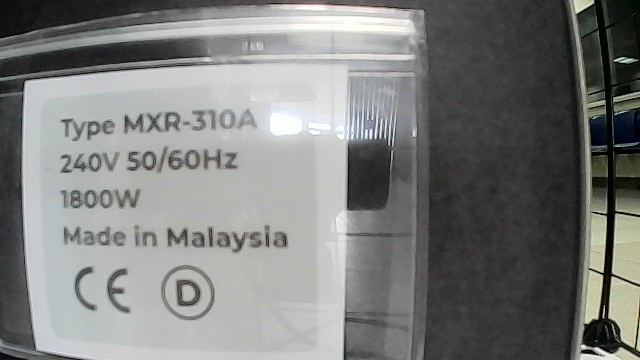 Type MXR-310A
240V 50/60Hz
1800W
Made in Malaysia
CE D